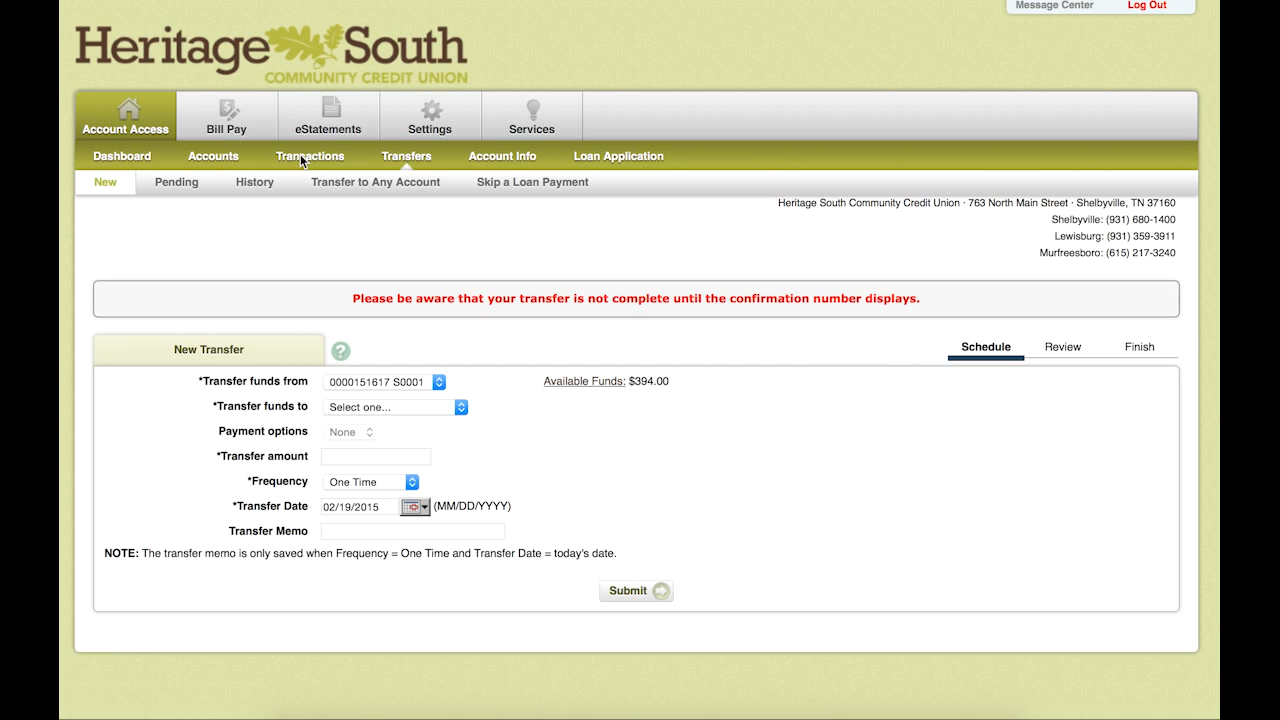 Message Center Log Out
Heritage South
COMMUNITY CREDIT UNION
Account Access Bill Pay eStatements Settings Services
Dashboard Accounts Transactions Transfers Account Info Loan Application
New Pending History Transfer to Any Account Skip a Loan Payment
Heritage South Community Credit Union · 763 North Main Street · Shelbyville, TN 37160
Shelbyville: (931) 680-1400
Lewisburg: (931) 359-3911
Murfreesboro: (615) 217-3240
Please be aware that your transfer is not complete until the confirmation number displays.
New Transfer ? Schedule Review Finish
*Transfer funds from 0000151617 S0001 Available Funds: $394.00
*Transfer funds to Select one...
Payment options None
*Transfer amount
*Frequency One Time
*Transfer Date 02/19/2015 (MM/DD/YYYY)
Transfer Memo
NOTE: The transfer memo is only saved when Frequency = One Time and Transfer Date = today's date.
Submit